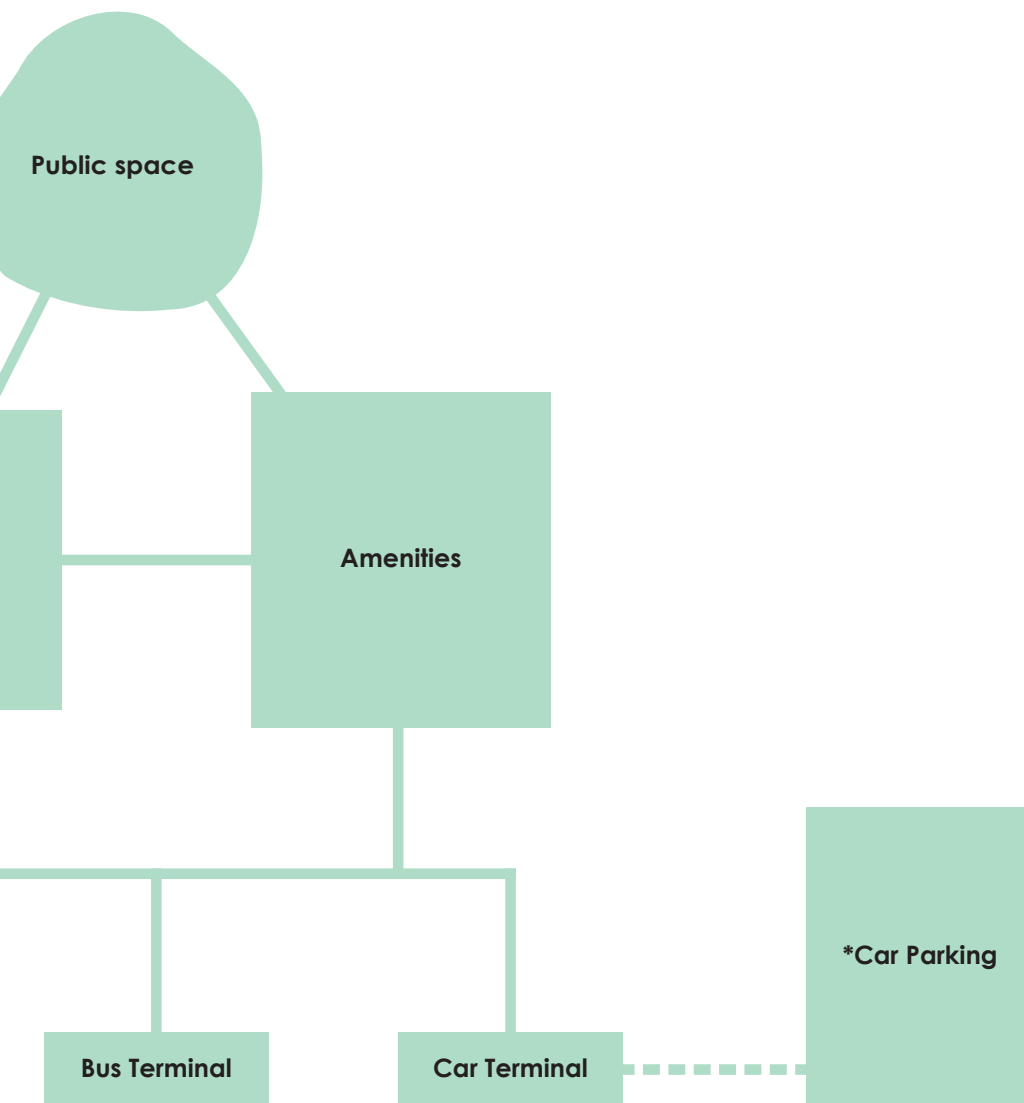 Public space
Amenities
*Car Parking
Bus Terminal
Car Terminal